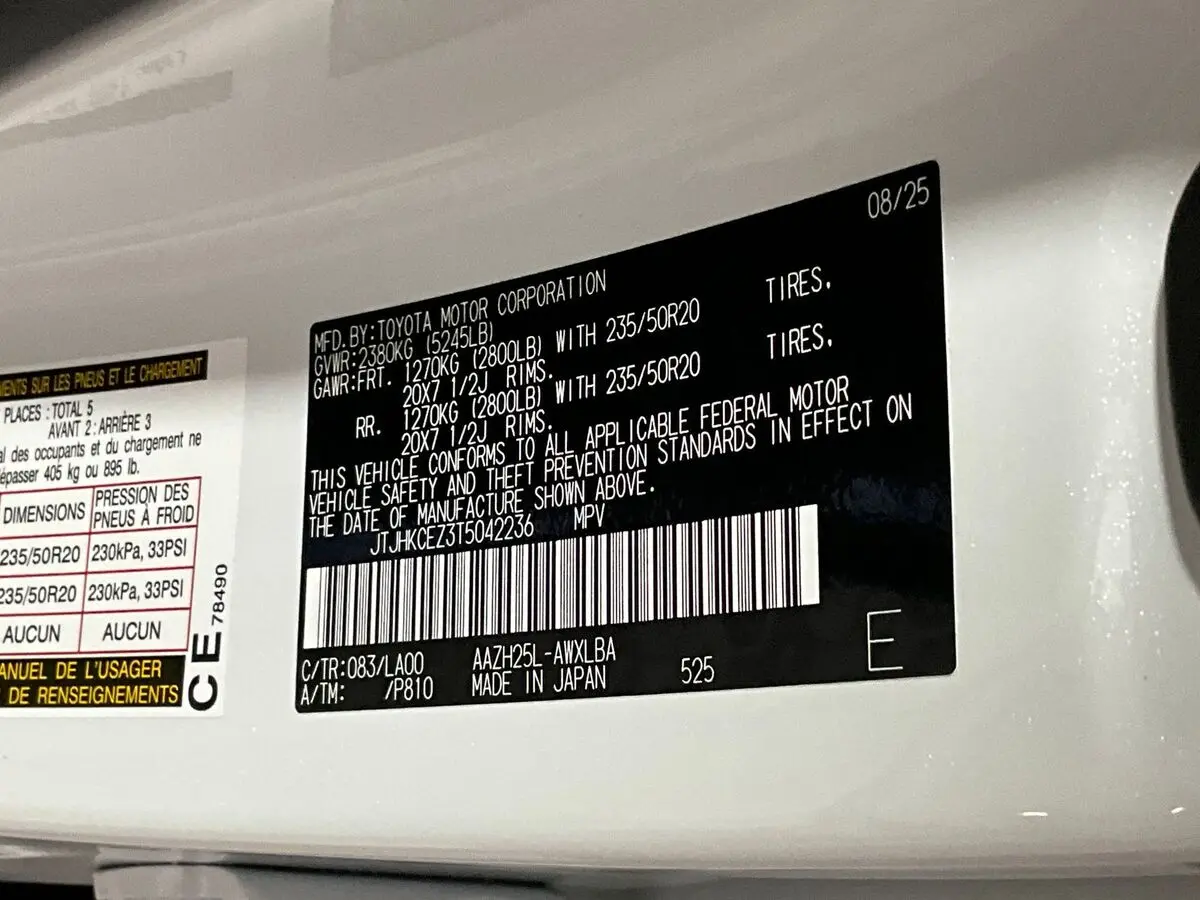 MENTS SUR LES PNEUS ET LE CHARGEMENT
PLACES : TOTAL 5
AVANT 2 : ARRIÈRE 3
al des occupants et du chargement ne
épasser 405 kg ou 895 lb.
DIMENSIONS PRESSION DES PNEUS À FROID
235/50R20 230kPa, 33PSI
235/50R20 230kPa, 33PSI
AUCUN AUCUN
ANUEL DE L'USAGER
DE RENSEIGNEMENTS
CE 78490
08/25
MFD.BY:TOYOTA MOTOR CORPORATION
GVWR:2380KG (5245LB)
GAWR:FRT. 1270KG (2800LB) WITH 235/50R20 TIRES,
20X7 1/2J RIMS.
RR. 1270KG (2800LB) WITH 235/50R20 TIRES,
20X7 1/2J RIMS.
THIS VEHICLE CONFORMS TO ALL APPLICABLE FEDERAL MOTOR
VEHICLE SAFETY AND THEFT PREVENTION STANDARDS IN EFFECT ON
THE DATE OF MANUFACTURE SHOWN ABOVE.
JTJHKCEZ3T5042236 MPV
C/TR:083/LA00 AAZH25L-AWXLBA
A/TM: /P810 MADE IN JAPAN 525
E